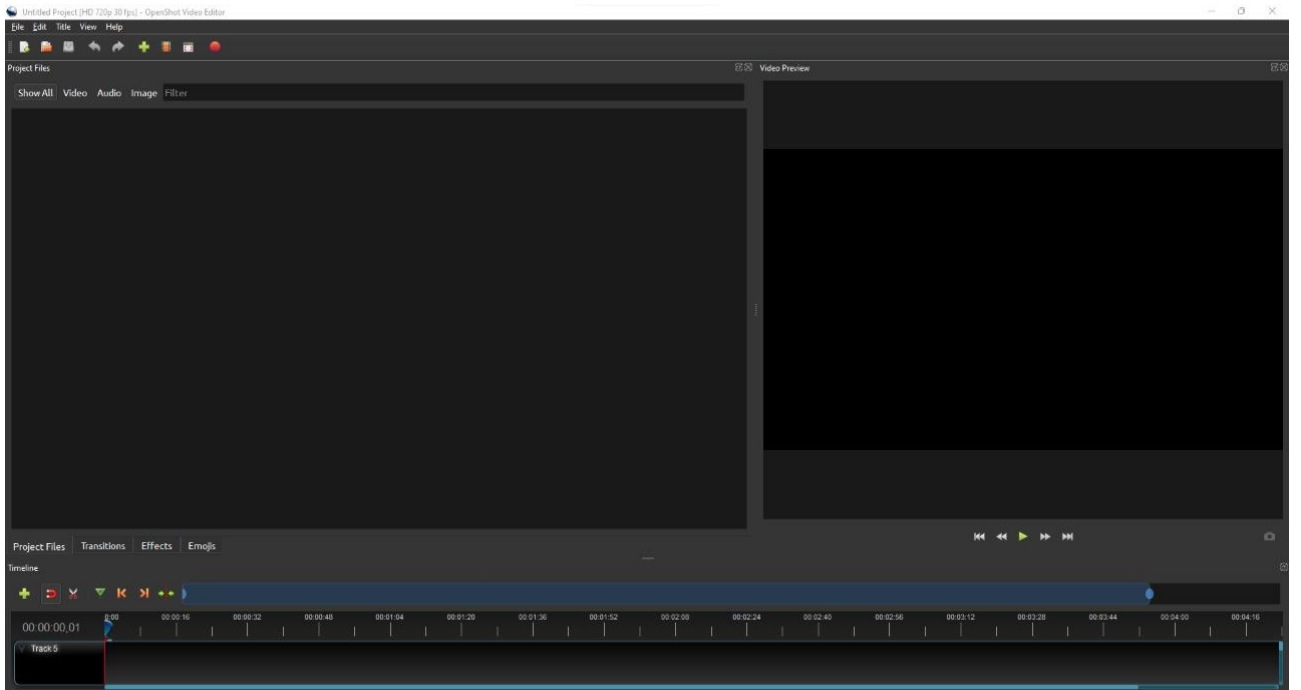 Untitled Project [HD 720p 30 fps] - OpenShot Video Editor
File Edit Title View Help
Project Files
Video Preview
Show All Video Audio Image Filter
Project Files Transitions Effects Emojis
Timeline
00:00:00,01
0:00 00:00:16 00:00:32 00:00:48 00:01:04 00:01:20 00:01:36 00:01:52 00:02:08 00:02:24 00:02:40 00:02:56 00:03:12 00:03:28 00:03:44 00:04:00 00:04:16
Track 5